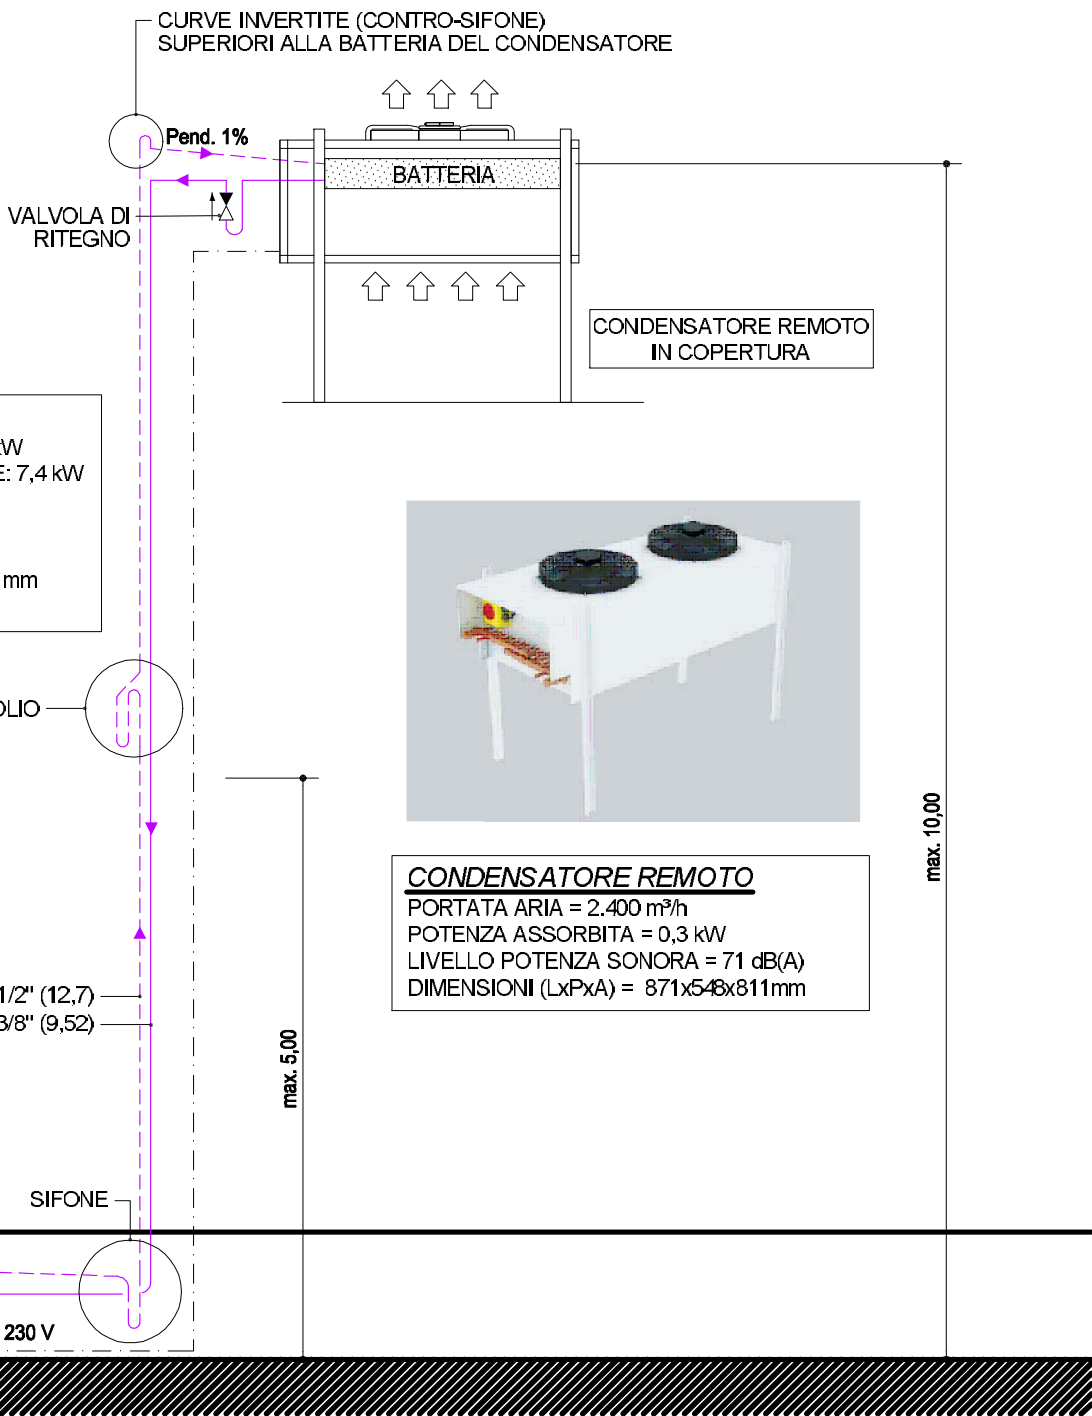 CURVE INVERTITE (CONTRO-SIFONE)
SUPERIORI ALLA BATTERIA DEL CONDENSATORE
Pend. 1%
BATTERIA
VALVOLA DI
RITEGNO
CONDENSATORE REMOTO
IN COPERTURA
kW
E: 7,4 kW
mm
OLIO
max. 10,00
CONDENSATORE REMOTO
PORTATA ARIA = 2.400 m³/h
POTENZA ASSORBITA = 0,3 kW
LIVELLO POTENZA SONORA = 71 dB(A)
DIMENSIONI (LxPxA) = 871x548x811mm
1/2" (12,7)
3/8" (9,52)
max. 5,00
SIFONE
230 V